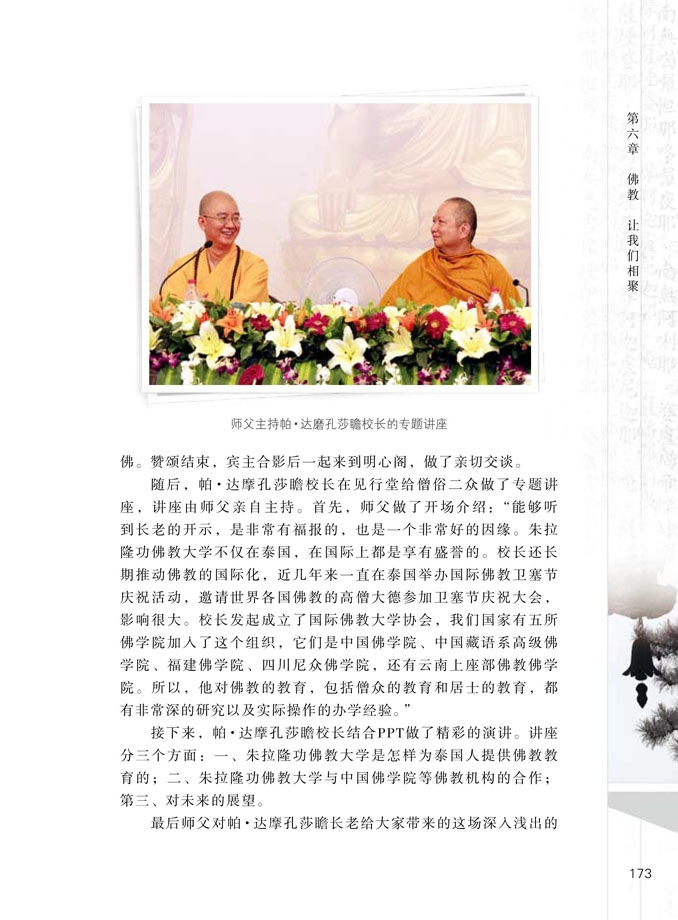 第六章 佛教 让我们相聚
师父主持帕·达磨孔莎瞻校长的专题讲座
佛。赞颂结束，宾主合影后一起来到明心阁，做了亲切交谈。
随后，帕·达摩孔莎瞻校长在见行堂给僧俗二众做了专题讲
座，讲座由师父亲自主持。首先，师父做了开场介绍：“能够听
到长老的开示，是非常有福报的，也是一个非常好的因缘。朱拉
隆功佛教大学不仅在泰国，在国际上都是享有盛誉的。校长还长
期推动佛教的国际化，近几年来一直在泰国举办国际佛教卫塞节
庆祝活动，邀请世界各国佛教的高僧大德参加卫塞节庆祝大会，
影响很大。校长发起成立了国际佛教大学协会，我们国家有五所
佛学院加入了这个组织，它们是中国佛学院、中国藏语系高级佛
学院、福建佛学院、四川尼众佛学院，还有云南上座部佛教佛学
院。所以，他对佛教的教育，包括僧众的教育和居士的教育，都
有非常深的研究以及实际操作的办学经验。”
接下来，帕·达摩孔莎瞻校长结合PPT做了精彩的演讲。讲座
分三个方面：一、朱拉隆功佛教大学是怎样为泰国人提供佛教教
育的；二、朱拉隆功佛教大学与中国佛学院等佛教机构的合作；
第三、对未来的展望。
最后师父对帕·达摩孔莎瞻长老给大家带来的这场深入浅出的
173